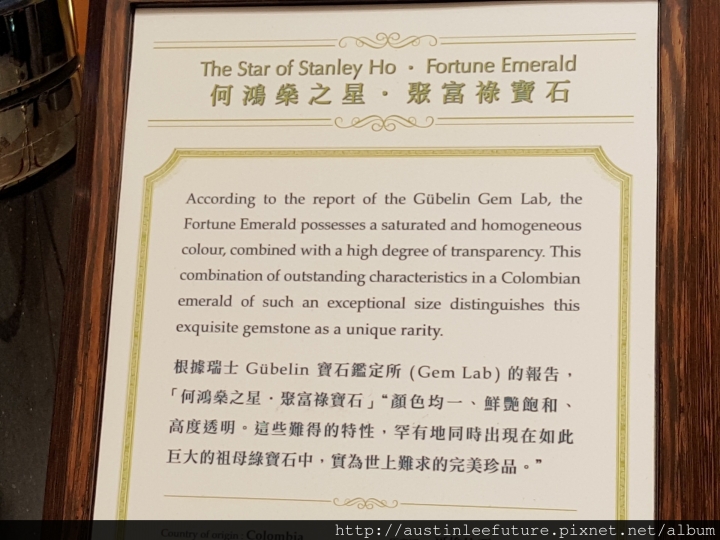 The Star of Stanley Ho • Fortune Emerald
何鴻燊之星・聚富祿寶石
According to the report of the Gübelin Gem Lab, the
Fortune Emerald possesses a saturated and homogeneous
colour, combined with a high degree of transparency. This
combination of outstanding characteristics in a Colombian
emerald of such an exceptional size distinguishes this
exquisite gemstone as a unique rarity.
根據瑞士 Gübelin 寶石鑑定所 (Gem Lab) 的報告，
「何鴻燊之星・聚富祿寶石」“顏色均一、鮮艷飽和、
高度透明。這些難得的特性，罕有地同時出現在如此
巨大的祖母綠寶石中，實為世上難求的完美珍品。”
Country of origin : Colombia
http://austinleefuture.pixnet.net/album